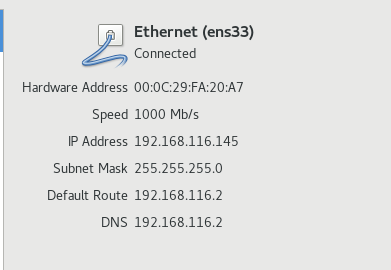 Ethernet (ens33)
Connected
Hardware Address 00:0C:29:FA:20:A7
Speed 1000 Mb/s
IP Address 192.168.116.145
Subnet Mask 255.255.255.0
Default Route 192.168.116.2
DNS 192.168.116.2